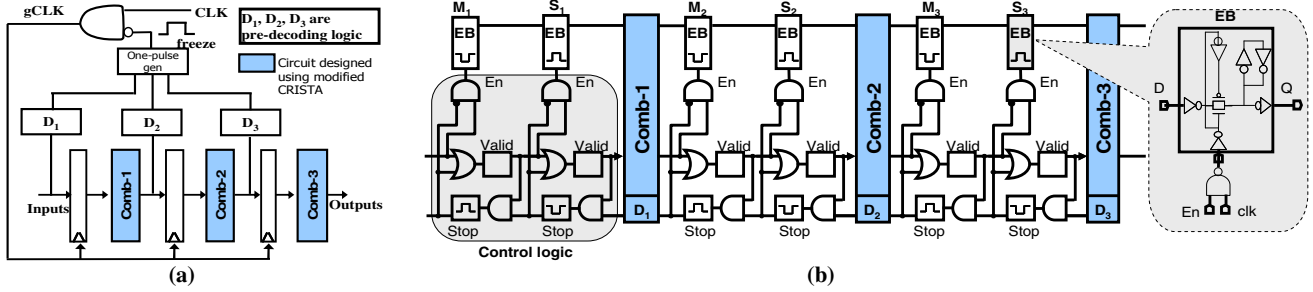 gCLK
CLK
freeze
D1, D2, D3 are
pre-decoding logic
One-pulse
gen
Circuit designed
using modified
CRISTA
D1
D2
D3
Inputs
Comb-1
Comb-2
Comb-3
Outputs
(a)
(b)
M1
S1
M2
S2
M3
S3
EB
EB
EB
EB
EB
EB
EB
En
En
En
En
En
En
Comb-1
Comb-2
Comb-3
D
Q
Valid
Valid
Valid
Valid
Valid
Valid
En
clk
D1
D2
D3
Stop
Stop
Stop
Stop
Stop
Stop
Control logic